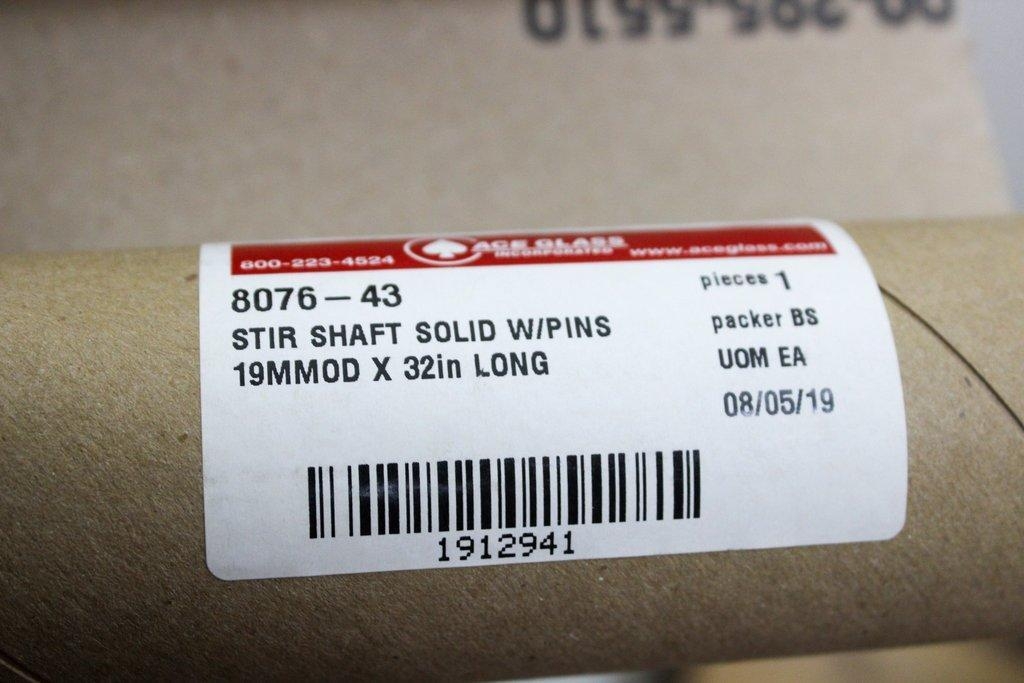 800-223-4524 ACE GLASS INCORPORATED www.aceglass.com
8076-43
STIR SHAFT SOLID W/PINS
19MMOD X 32in LONG
pieces 1
packer BS
UOM EA
08/05/19
1912941